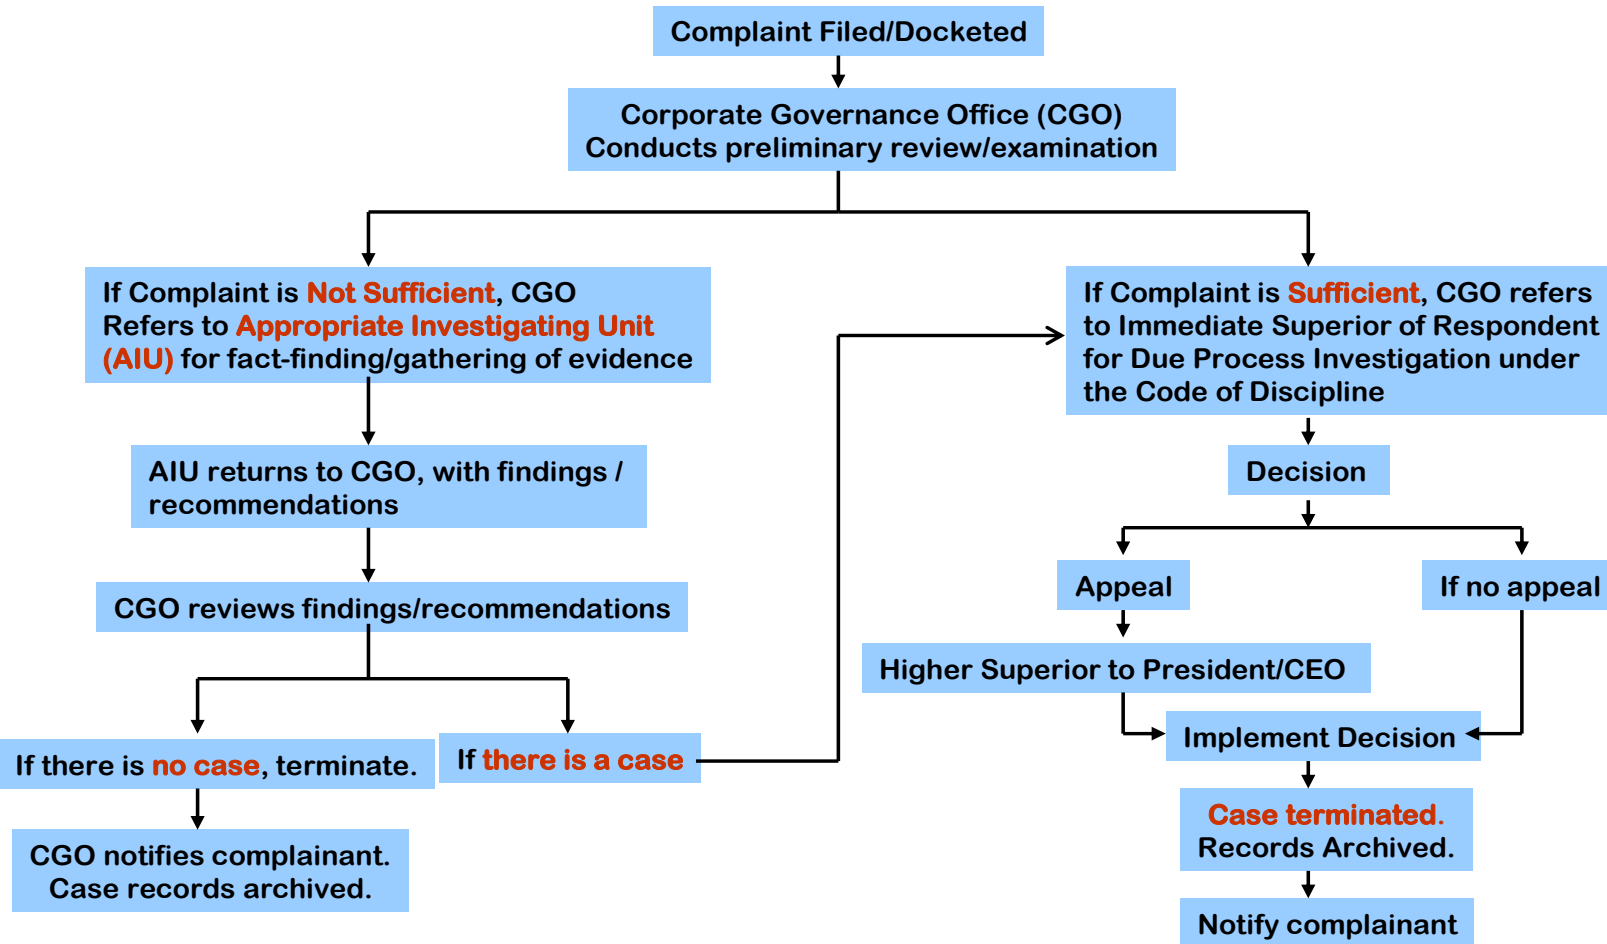 Complaint Filed/Docketed
Corporate Governance Office (CGO)
Conducts preliminary review/examination
If Complaint is Not Sufficient, CGO
Refers to Appropriate Investigating Unit
(AIU) for fact-finding/gathering of evidence
AIU returns to CGO, with findings /
recommendations
CGO reviews findings/recommendations
If there is no case, terminate.
If there is a case
CGO notifies complainant.
Case records archived.
If Complaint is Sufficient, CGO refers
to Immediate Superior of Respondent
for Due Process Investigation under
the Code of Discipline
Decision
Appeal
If no appeal
Higher Superior to President/CEO
Implement Decision
Case terminated.
Records Archived.
Notify complainant